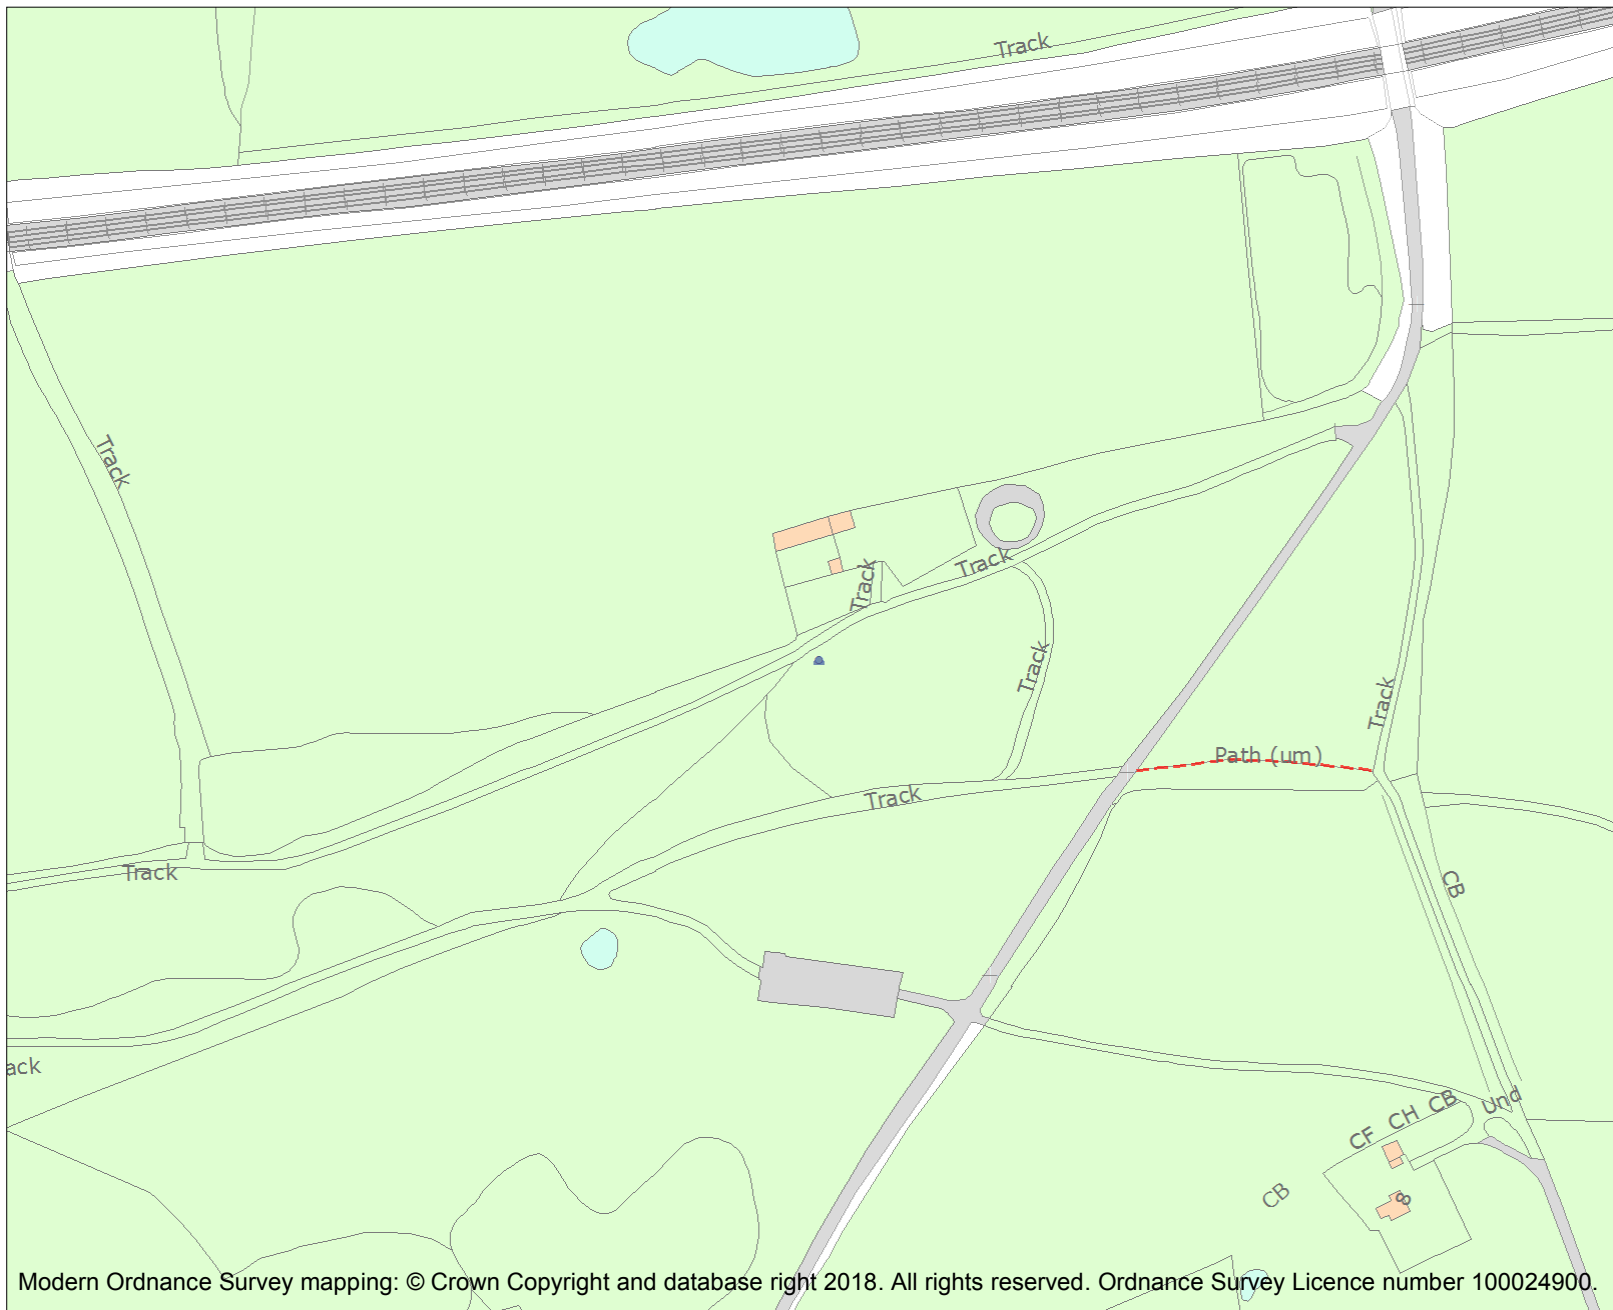 Track
Track
Track
Track
Track
Track
Path (um)
Track
Track
CB
ack
Und
CF CH CB
CB
8
Modern Ordnance Survey mapping: © Crown Copyright and database right 2018. All rights reserved. Ordnance Survey Licence number 100024900.